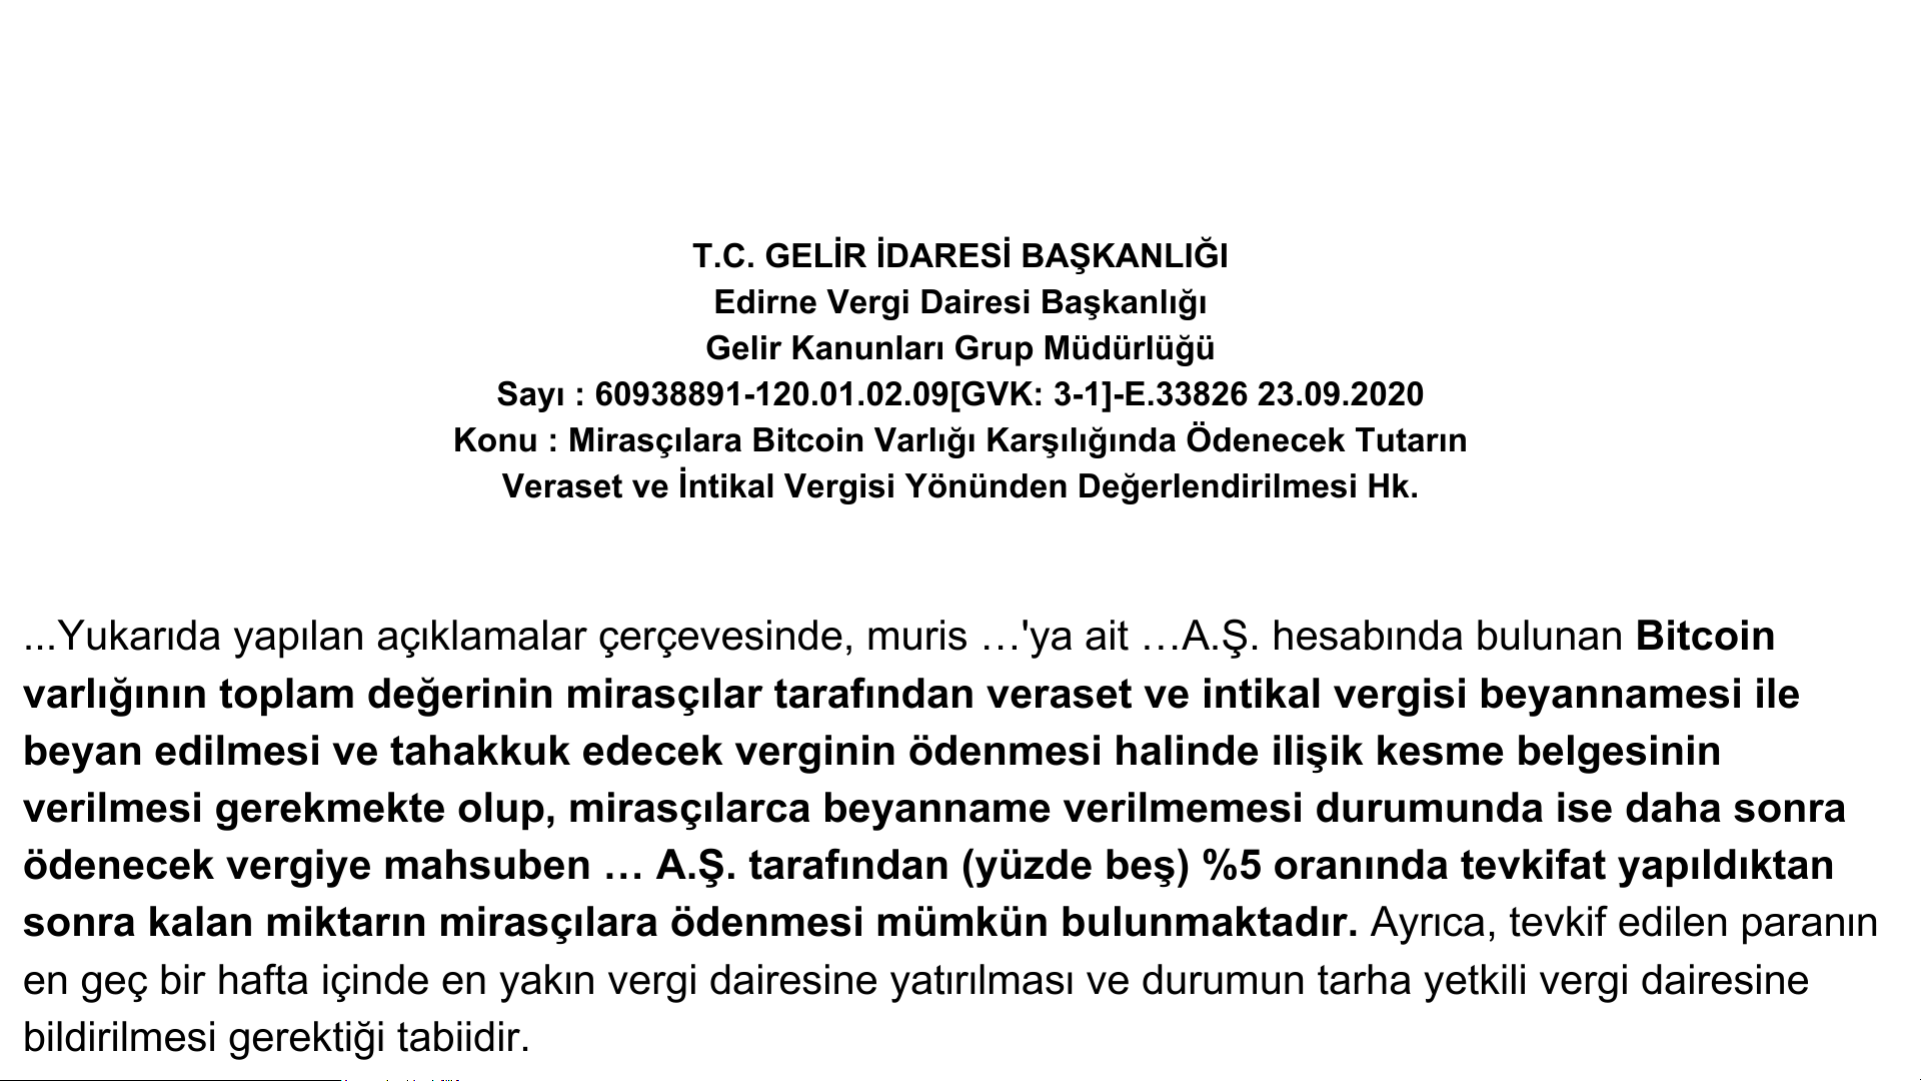 T.C. GELİR İDARESİ BAŞKANLIĞI
Edirne Vergi Dairesi Başkanlığı
Gelir Kanunları Grup Müdürlüğü
Sayı : 60938891-120.01.02.09[GVK: 3-1]-E.33826 23.09.2020
Konu : Mirasçılara Bitcoin Varlığı Karşılığında Ödenecek Tutarın
Veraset ve İntikal Vergisi Yönünden Değerlendirilmesi Hk.
...Yukarıda yapılan açıklamalar çerçevesinde, muris …'ya ait …A.Ş. hesabında bulunan Bitcoin
varlığının toplam değerinin mirasçılar tarafından veraset ve intikal vergisi beyannamesi ile
beyan edilmesi ve tahakkuk edecek verginin ödenmesi halinde ilişik kesme belgesinin
verilmesi gerekmekte olup, mirasçılarca beyanname verilmemesi durumunda ise daha sonra
ödenecek vergiye mahsuben … A.Ş. tarafından (yüzde beş) %5 oranında tevkifat yapıldıktan
sonra kalan miktarın mirasçılara ödenmesi mümkün bulunmaktadır. Ayrıca, tevkif edilen paranın
en geç bir hafta içinde en yakın vergi dairesine yatırılması ve durumun tarha yetkili vergi dairesine
bildirilmesi gerektiği tabiidir.